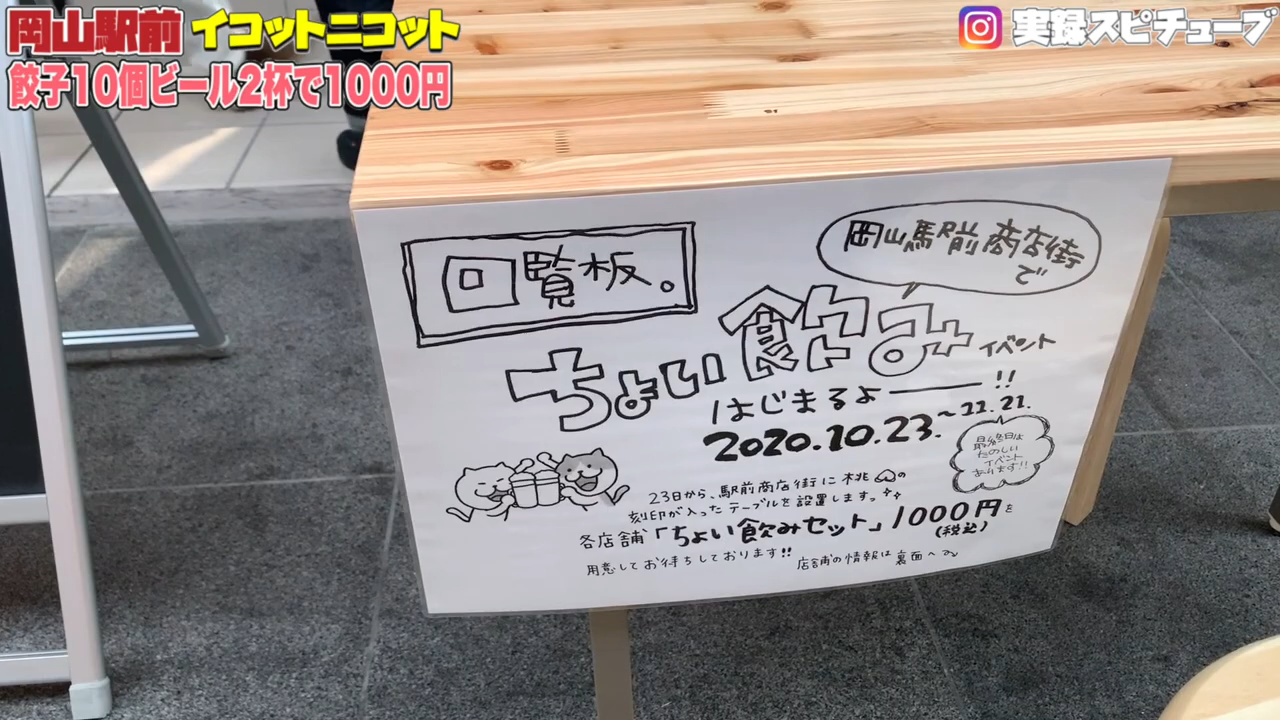 岡山駅前 イコットニコット
餃子10個ビール2杯で1000円
実録スピチューブ
回覧板。
岡山駅前商店街
で
ちょい飲み イベント
はじまるよー!!
2020.10.23.~11.21.
最終日は
たのしい
イベント
あります!!
23日から、駅前商店街に桃の
刻印が入ったテーブルを設置します。
各店舗「ちょい飲みセット」1000円を
(税込)
用意してお待ちしております!!
店舗の情報は裏面へ